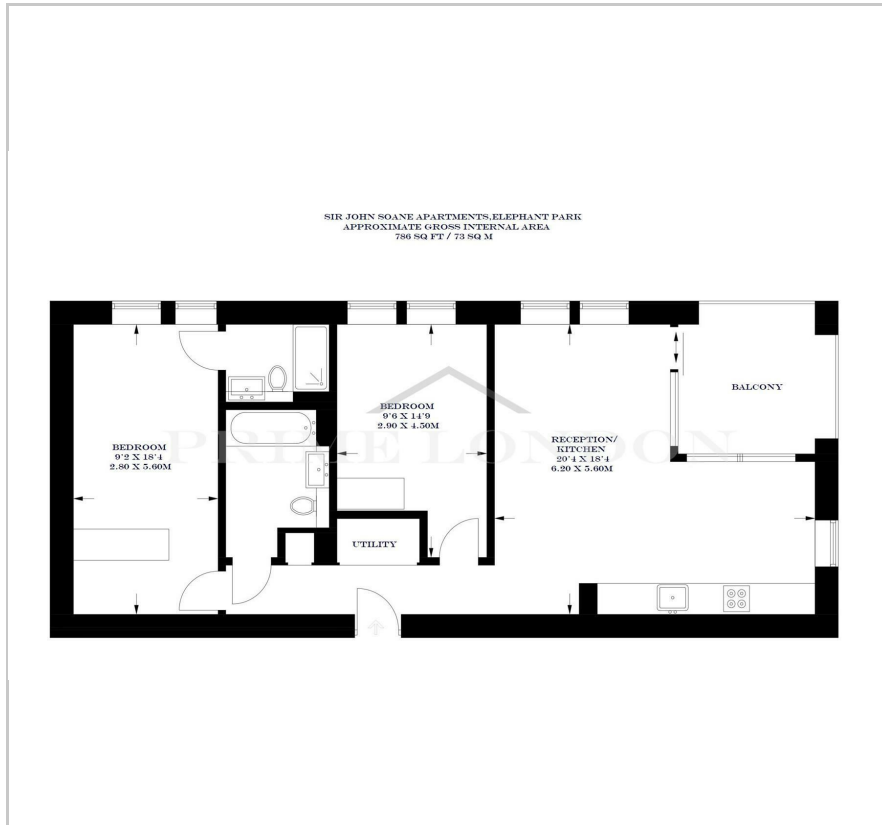 SIR JOHN SOANE APARTMENTS,ELEPHANT PARK
APPROXIMATE GROSS INTERNAL AREA
786 SQ FT / 73 SQ M
BALCONY
BEDROOM
9'6 X 14'9
2.90 X 4.50M
BEDROOM
9'2 X 18'4
2.80 X 5.60M
RECEPTION/
KITCHEN
20'4 X 18'4
6.20 X 5.60M
PRIME LONDON
UTILITY